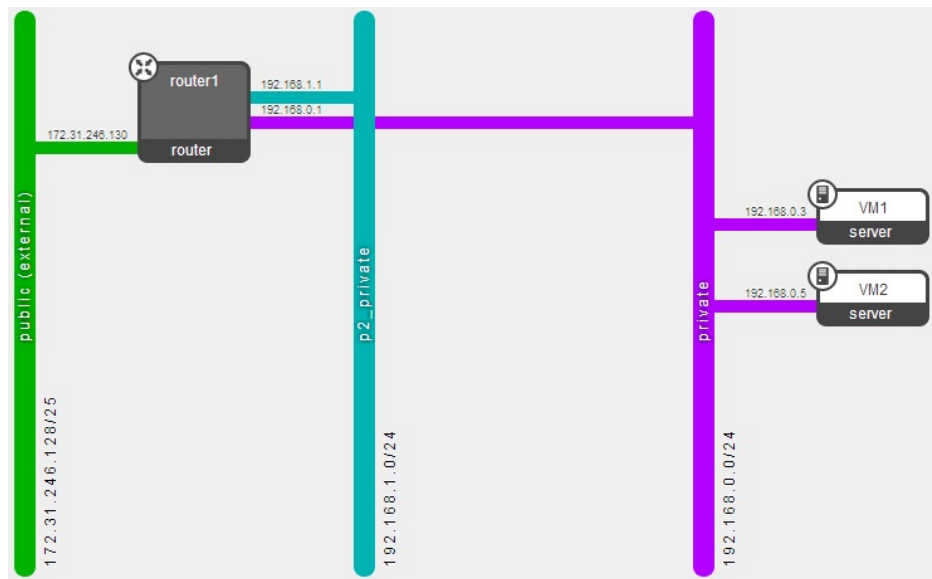 router1
router
192.168.1.1
192.168.0.1
172.31.246.130
public (external)
172.31.246.128/25
p2_private
192.168.1.0/24
private
192.168.0.0/24
192.168.0.3
VM1
server
192.168.0.5
VM2
server